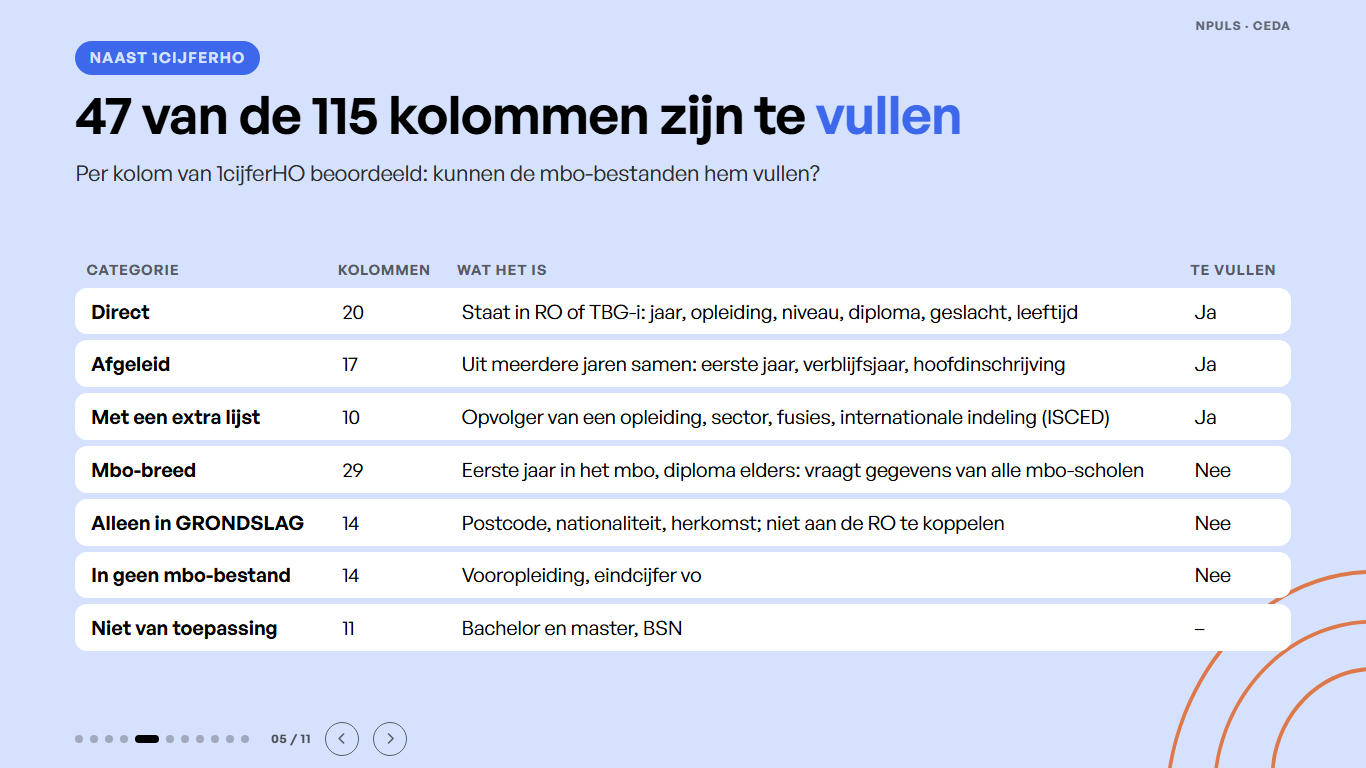 NPULS · CEDA
NAAST 1CIJFERHO
47 van de 115 kolommen zijn te vullen
Per kolom van 1cijferHO beoordeeld: kunnen de mbo-bestanden hem vullen?
CATEGORIE KOLOMMEN WAT HET IS TE VULLEN
Direct 20 Staat in RO of TBG-i: jaar, opleiding, niveau, diploma, geslacht, leeftijd Ja
Afgeleid 17 Uit meerdere jaren samen: eerste jaar, verblijfsjaar, hoofdinschrijving Ja
Met een extra lijst 10 Opvolger van een opleiding, sector, fusies, internationale indeling (ISCED) Ja
Mbo-breed 29 Eerste jaar in het mbo, diploma elders: vraagt gegevens van alle mbo-scholen Nee
Alleen in GRONDSLAG 14 Postcode, nationaliteit, herkomst; niet aan de RO te koppelen Nee
In geen mbo-bestand 14 Vooropleiding, eindcijfer vo Nee
Niet van toepassing 11 Bachelor en master, BSN –
05 / 11